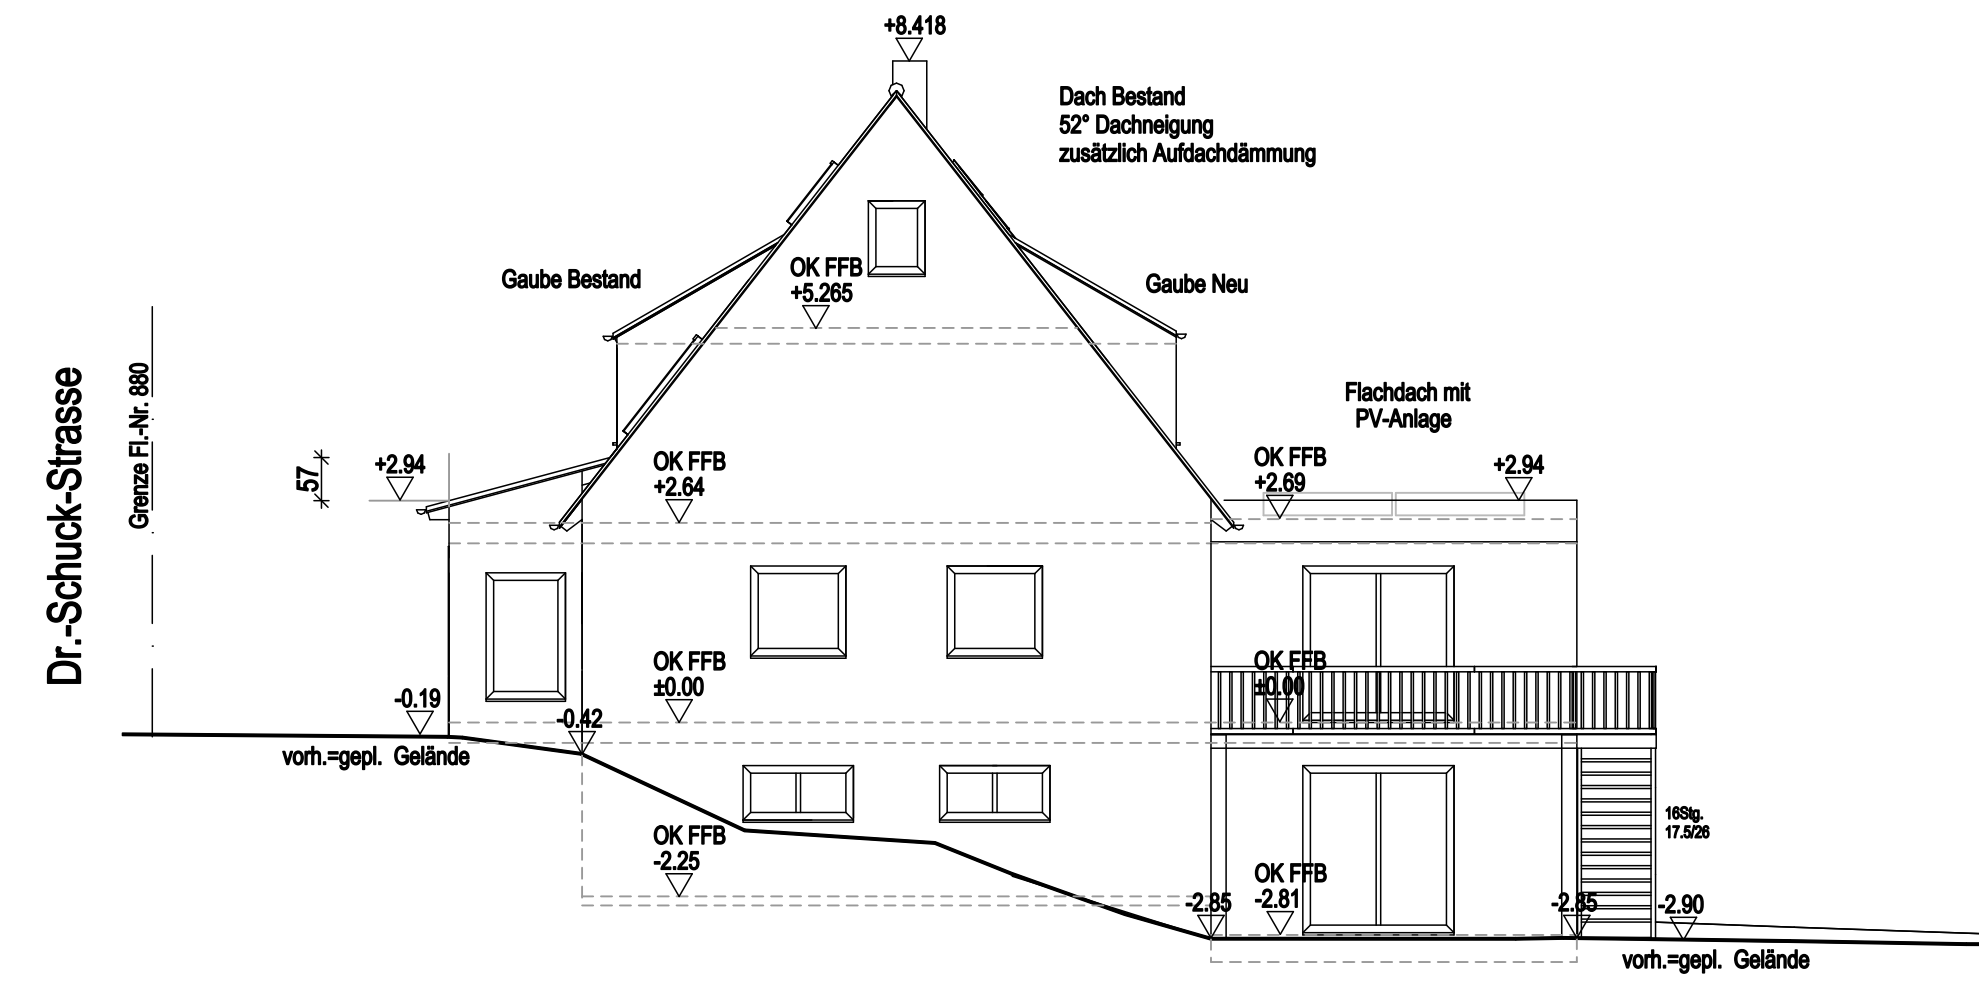 +8.418
Dach Bestand
52° Dachneigung
zusätzlich Aufdachdämmung
Gaube Bestand
OK FFB
+5.265
Gaube Neu
Dr.-Schuck-Strasse
Grenze Fl.-Nr. 880
Flachdach mit
PV-Anlage
57
+2.94
OK FFB
+2.64
OK FFB
+2.69
+2.94
-0.19
-0.42
OK FFB
±0.00
OK FFB
±0.00
vorh.=gepl. Gelände
OK FFB
-2.25
16Stg.
17.5/26
-2.85
OK FFB
-2.81
-2.85
-2.90
vorh.=gepl. Gelände